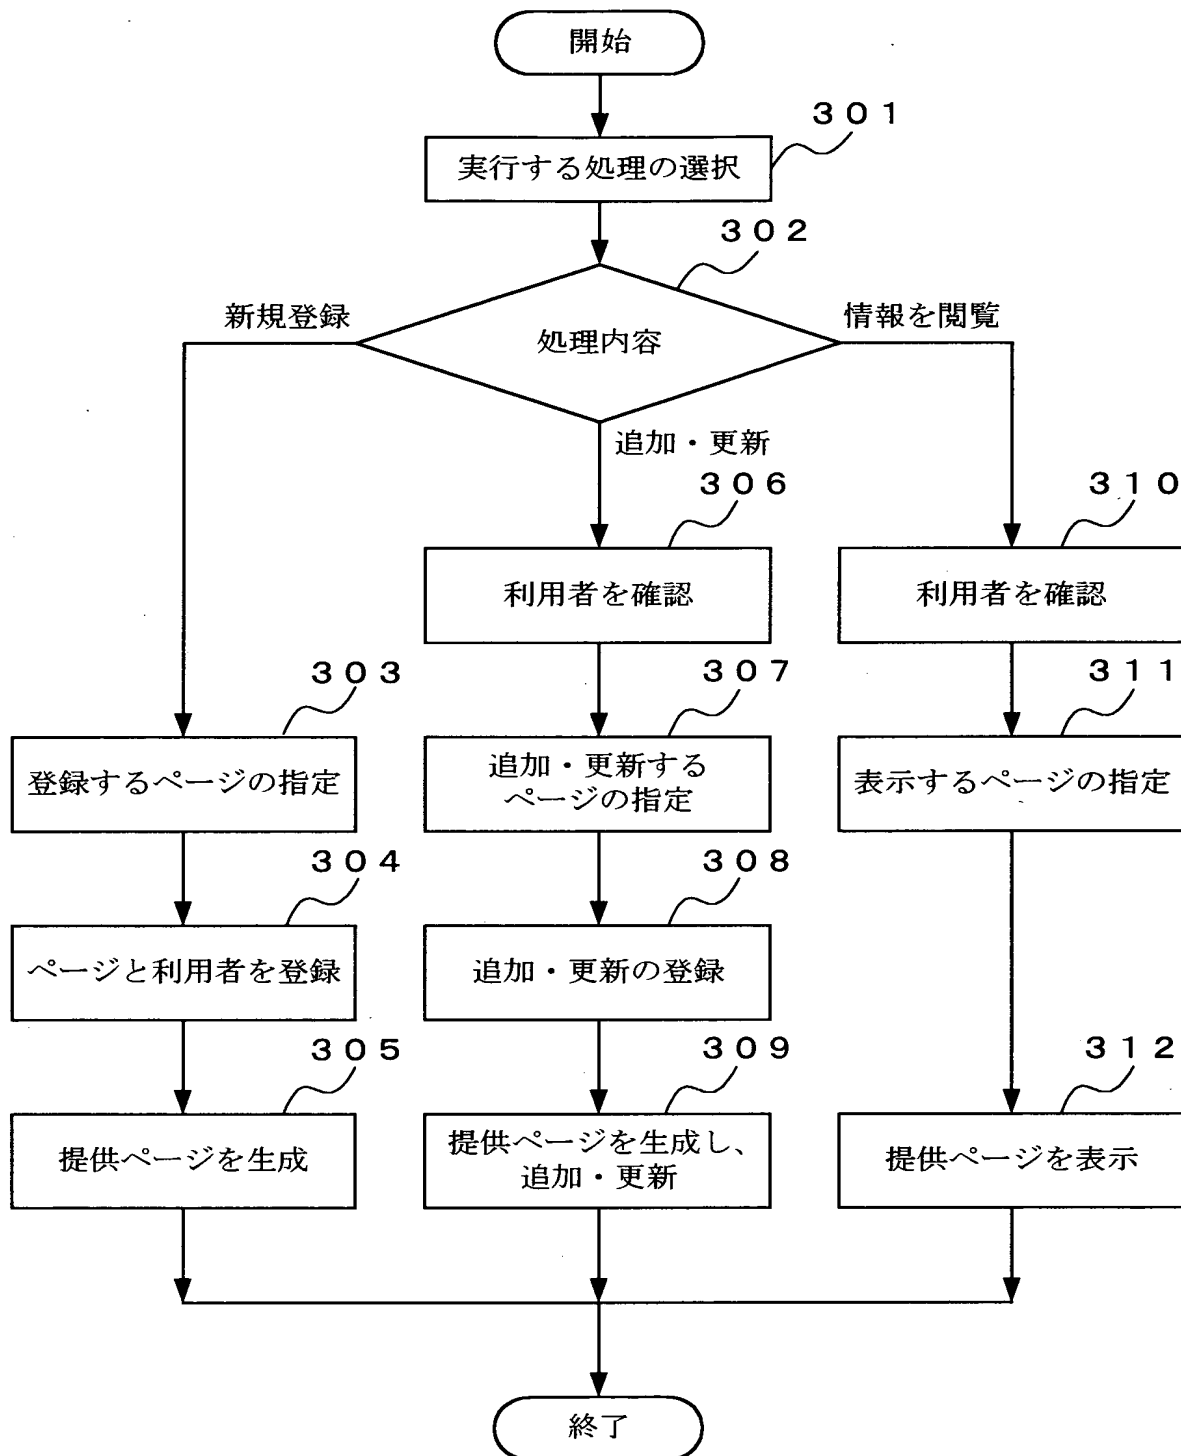 開始
３０１
実行する処理の選択
３０２
新規登録
処理内容
情報を閲覧
追加・更新
３０６
３１０
利用者を確認
利用者を確認
３０３
３０７
３１１
登録するページの指定
追加・更新する
ページの指定
表示するページの指定
３０４
３０８
ページと利用者を登録
追加・更新の登録
３０５
３０９
３１２
提供ページを生成
提供ページを生成し、
追加・更新
提供ページを表示
終了